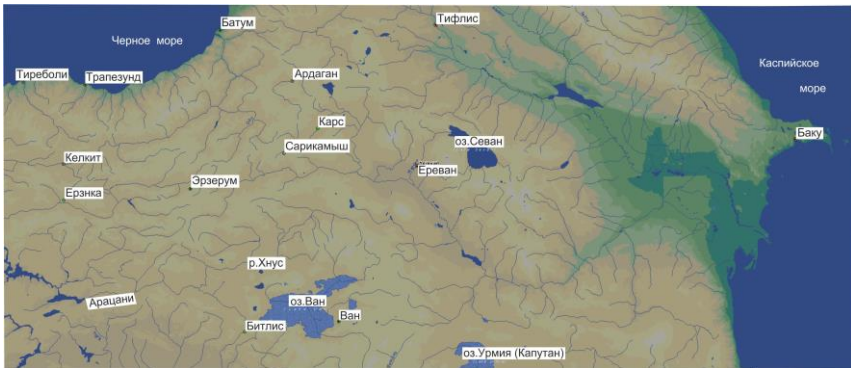 Батум
Тифлис
Черное море
Каспийское
море
Тиреболи
Трапезунд
Ардаган
Карс
оз.Севан
Баку
Сарикамыш
Келкит
Ереван
Эрзерум
Ерзнка
р.Хнус
Арацани
оз.Ван
Ван
Битлис
оз.Урмия (Капутан)